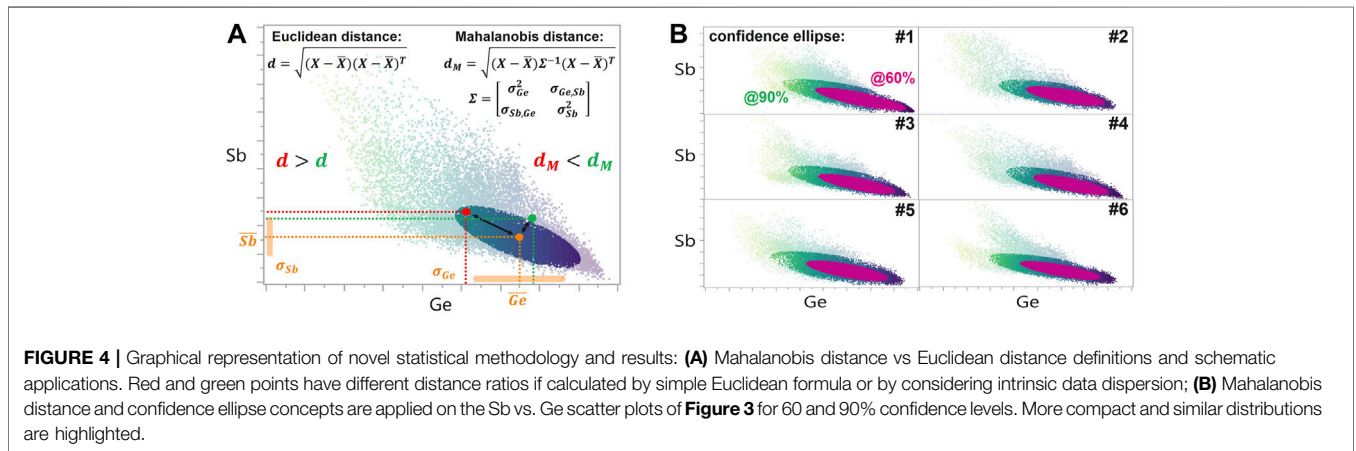 A
Euclidean distance:
d = √(X − X̄)(X − X̄)ᵀ
Mahalanobis distance:
d_M = √(X − X̄)Σ⁻¹(X − X̄)ᵀ
Σ = [σ²_Ge σ_Ge,Sb
σ_Sb,Ge σ²_Sb]
Sb
d > d
d_M < d_M
S̅b̅
σ_Sb
σ_Ge
G̅e̅
Ge
B
confidence ellipse:
#1
#2
Sb
@90%
@60%
#3
#4
Sb
#5
#6
Sb
Ge
Ge
FIGURE 4 | Graphical representation of novel statistical methodology and results: (A) Mahalanobis distance vs Euclidean distance definitions and schematic
applications. Red and green points have different distance ratios if calculated by simple Euclidean formula or by considering intrinsic data dispersion; (B) Mahalanobis
distance and confidence ellipse concepts are applied on the Sb vs. Ge scatter plots of Figure 3 for 60 and 90% confidence levels. More compact and similar distributions
are highlighted.